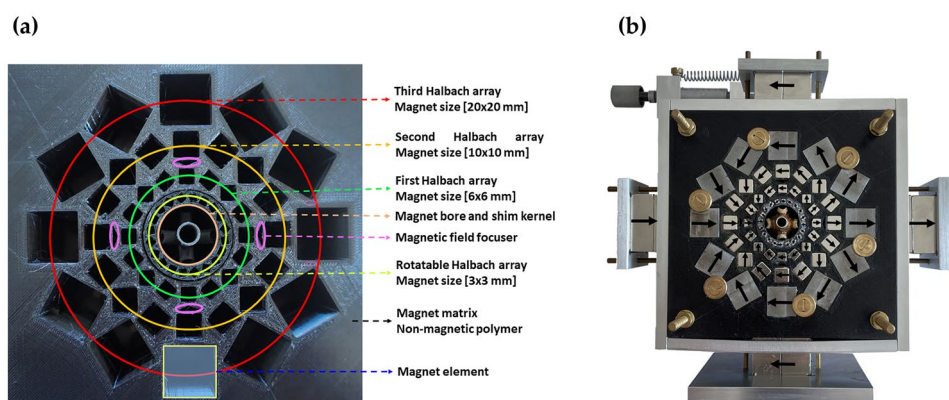 (a)
(b)
Third Halbach array
Magnet size [20x20 mm]
Second Halbach array
Magnet size [10x10 mm]
First Halbach array
Magnet size [6x6 mm]
Magnet bore and shim kernel
Magnetic field focuser
Rotatable Halbach array
Magnet size [3x3 mm]
Magnet matrix
Non-magnetic polymer
Magnet element